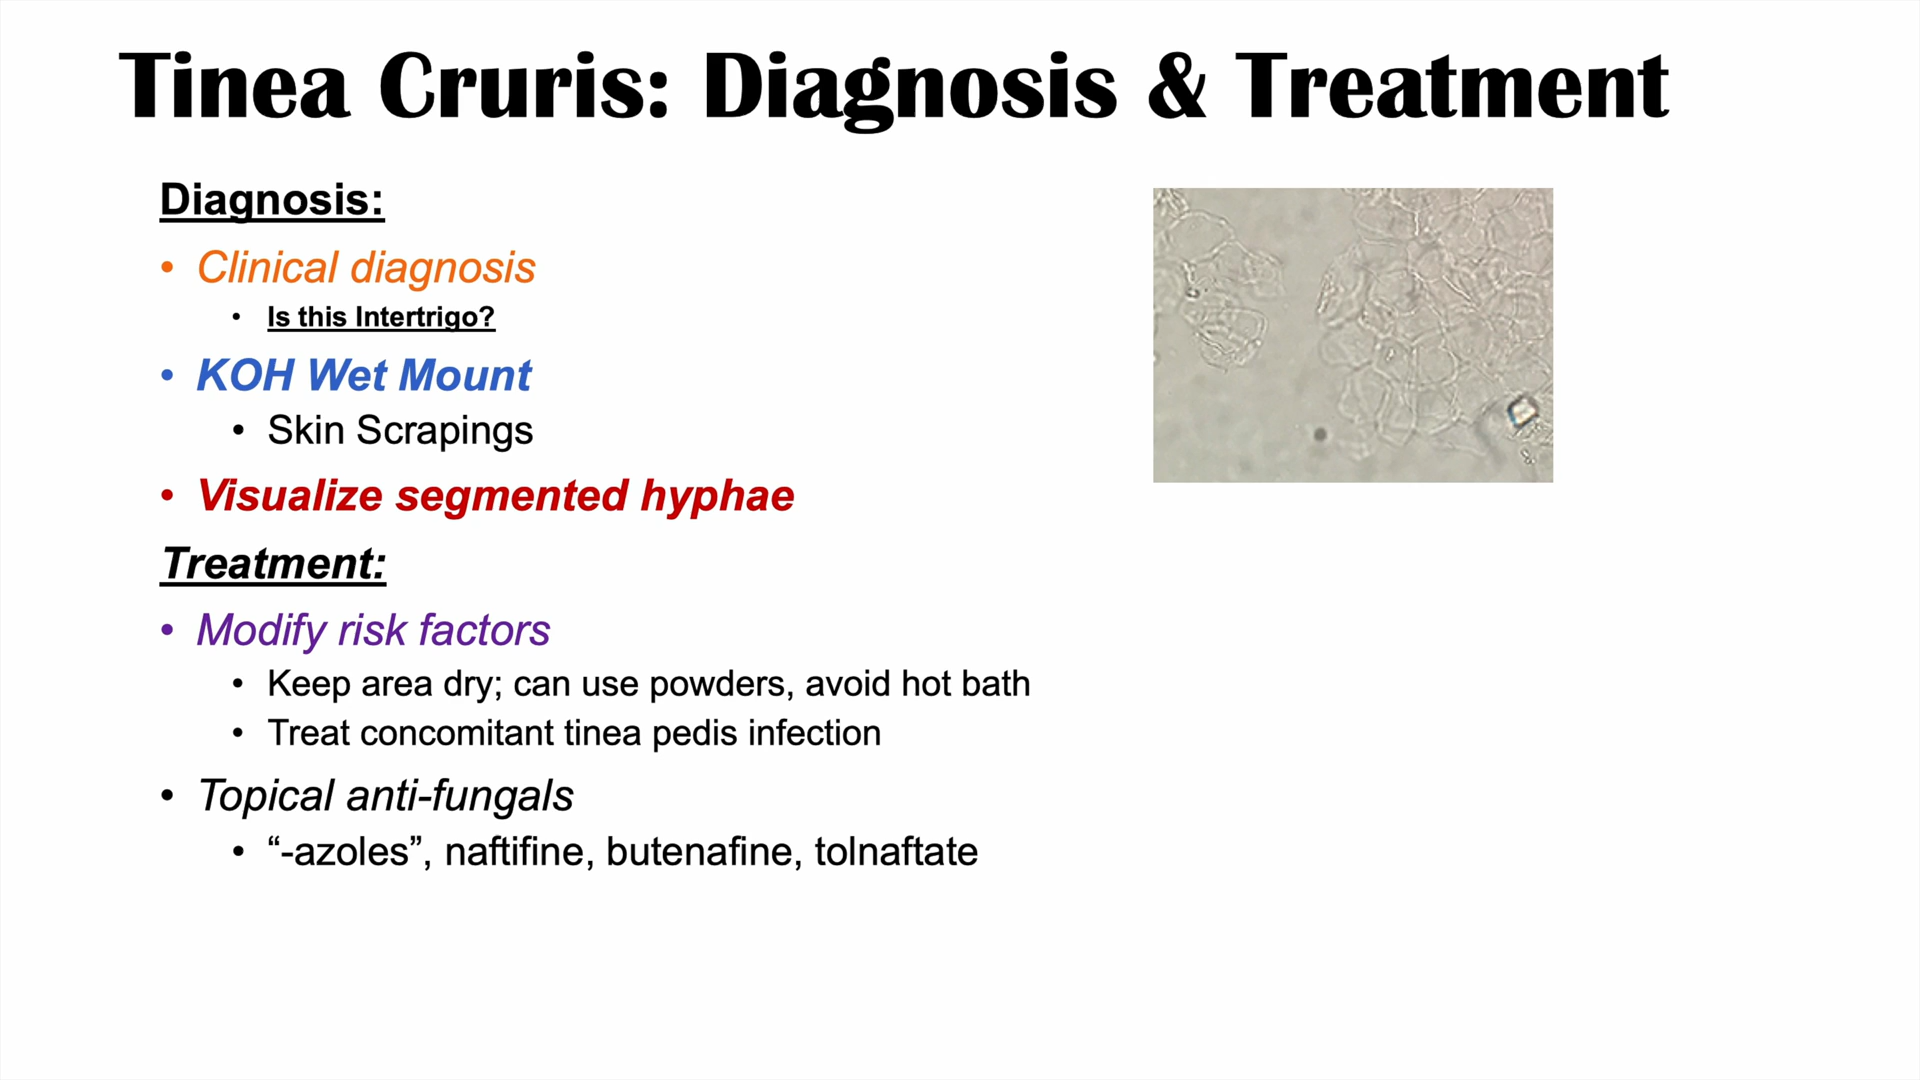 Tinea Cruris: Diagnosis & Treatment
Diagnosis:
• Clinical diagnosis
• Is this Intertrigo?
• KOH Wet Mount
• Skin Scrapings
• Visualize segmented hyphae
Treatment:
• Modify risk factors
• Keep area dry; can use powders, avoid hot bath
• Treat concomitant tinea pedis infection
• Topical anti-fungals
• “-azoles”, naftifine, butenafine, tolnaftate